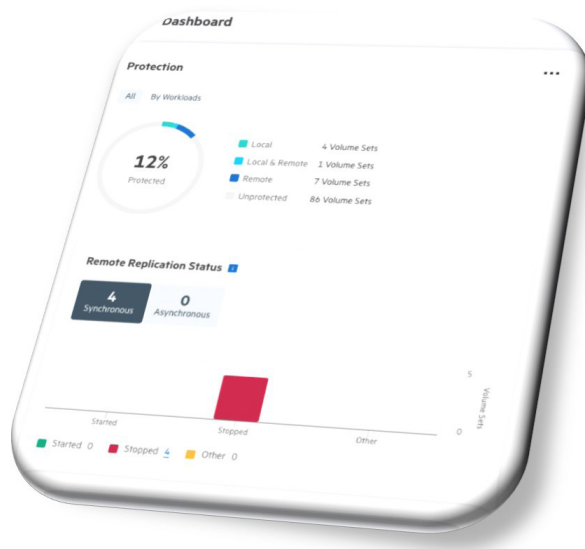 Dashboard
Protection
...
All By Workloads
12%
Protected
Local 4 Volume Sets
Local & Remote 1 Volume Sets
Remote 7 Volume Sets
Unprotected 86 Volume Sets
Remote Replication Status i
4
Synchronous
0
Asynchronous
5
0
Volume Sets
Started
Stopped
Other
Started 0 Stopped 4 Other 0